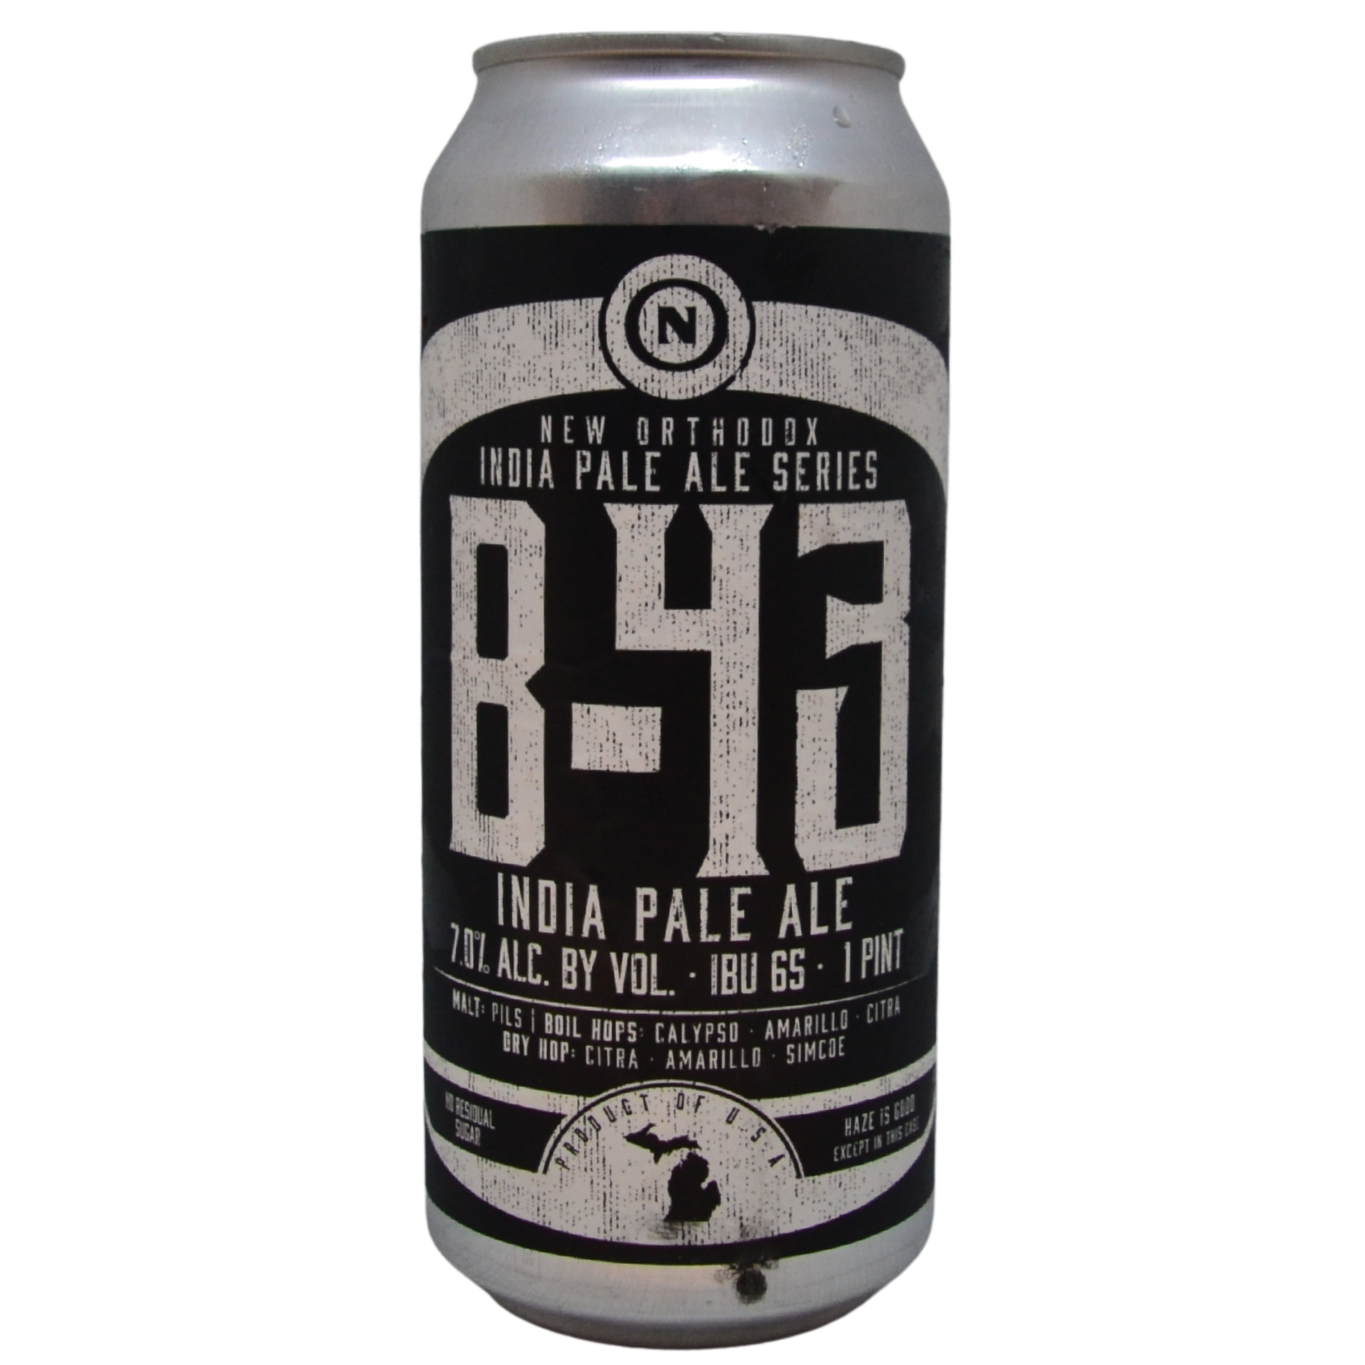 N
NEW ORTHODOX
INDIA PALE ALE SERIES
B-43
INDIA PALE ALE
7.0% ALC. BY VOL. · IBU 65 · 1 PINT
MALT: PILS | BOIL HOPS: CALYPSO · AMARILLO · CITRA
DRY HOP: CITRA · AMARILLO · SIMCOE
NO RESIDUAL
SUGAR
PRODUCT OF U.S.A
HAZE IS GOOD
EXCEPT IN THIS CASE